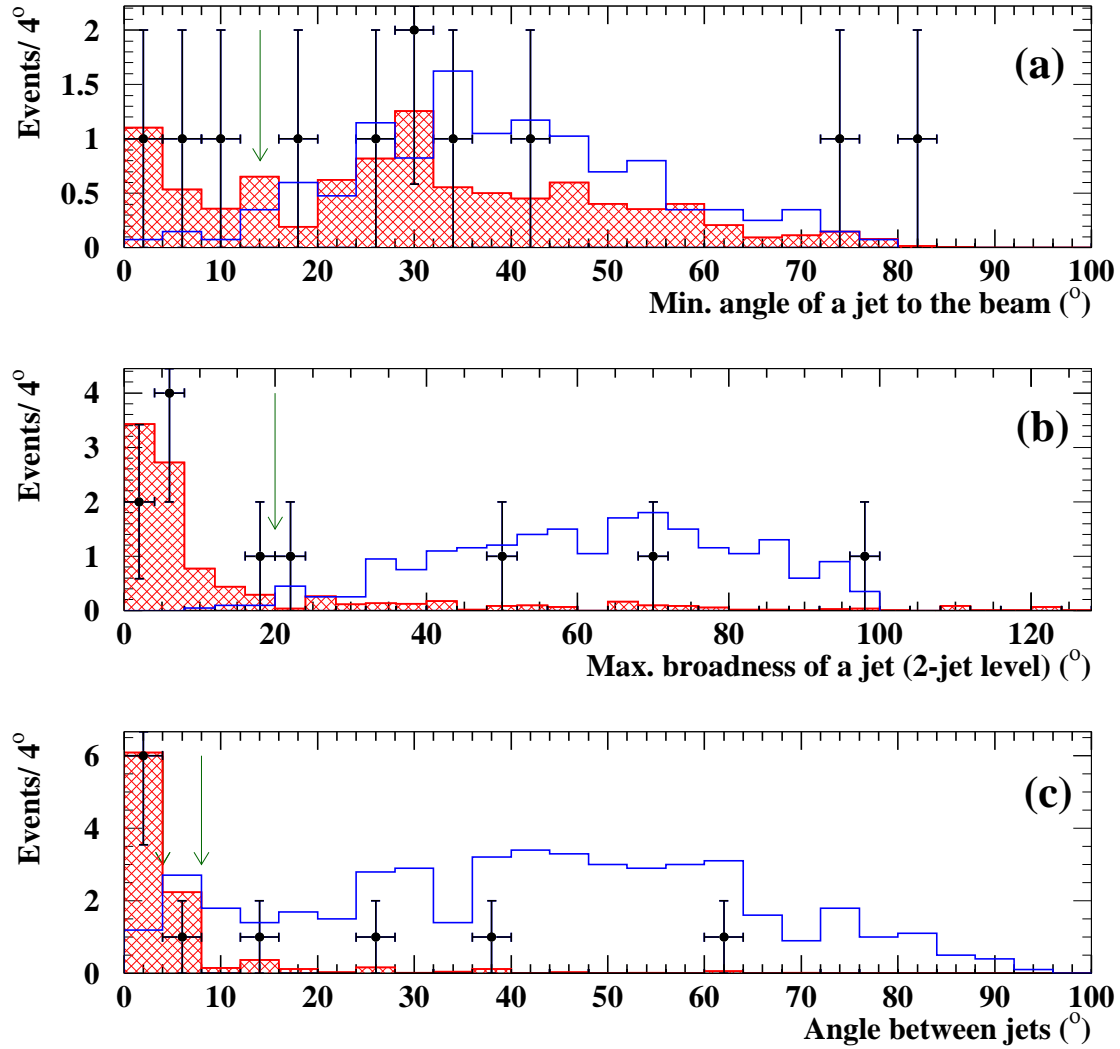 Events/ 4°
2
1.5
1
0.5
0
(a)
0 10 20 30 40 50 60 70 80 90 100
Min. angle of a jet to the beam (°)
Events/ 4°
4
3
2
1
0
(b)
0 20 40 60 80 100 120
Max. broadness of a jet (2-jet level) (°)
Events/ 4°
6
4
2
0
(c)
0 10 20 30 40 50 60 70 80 90 100
Angle between jets (°)